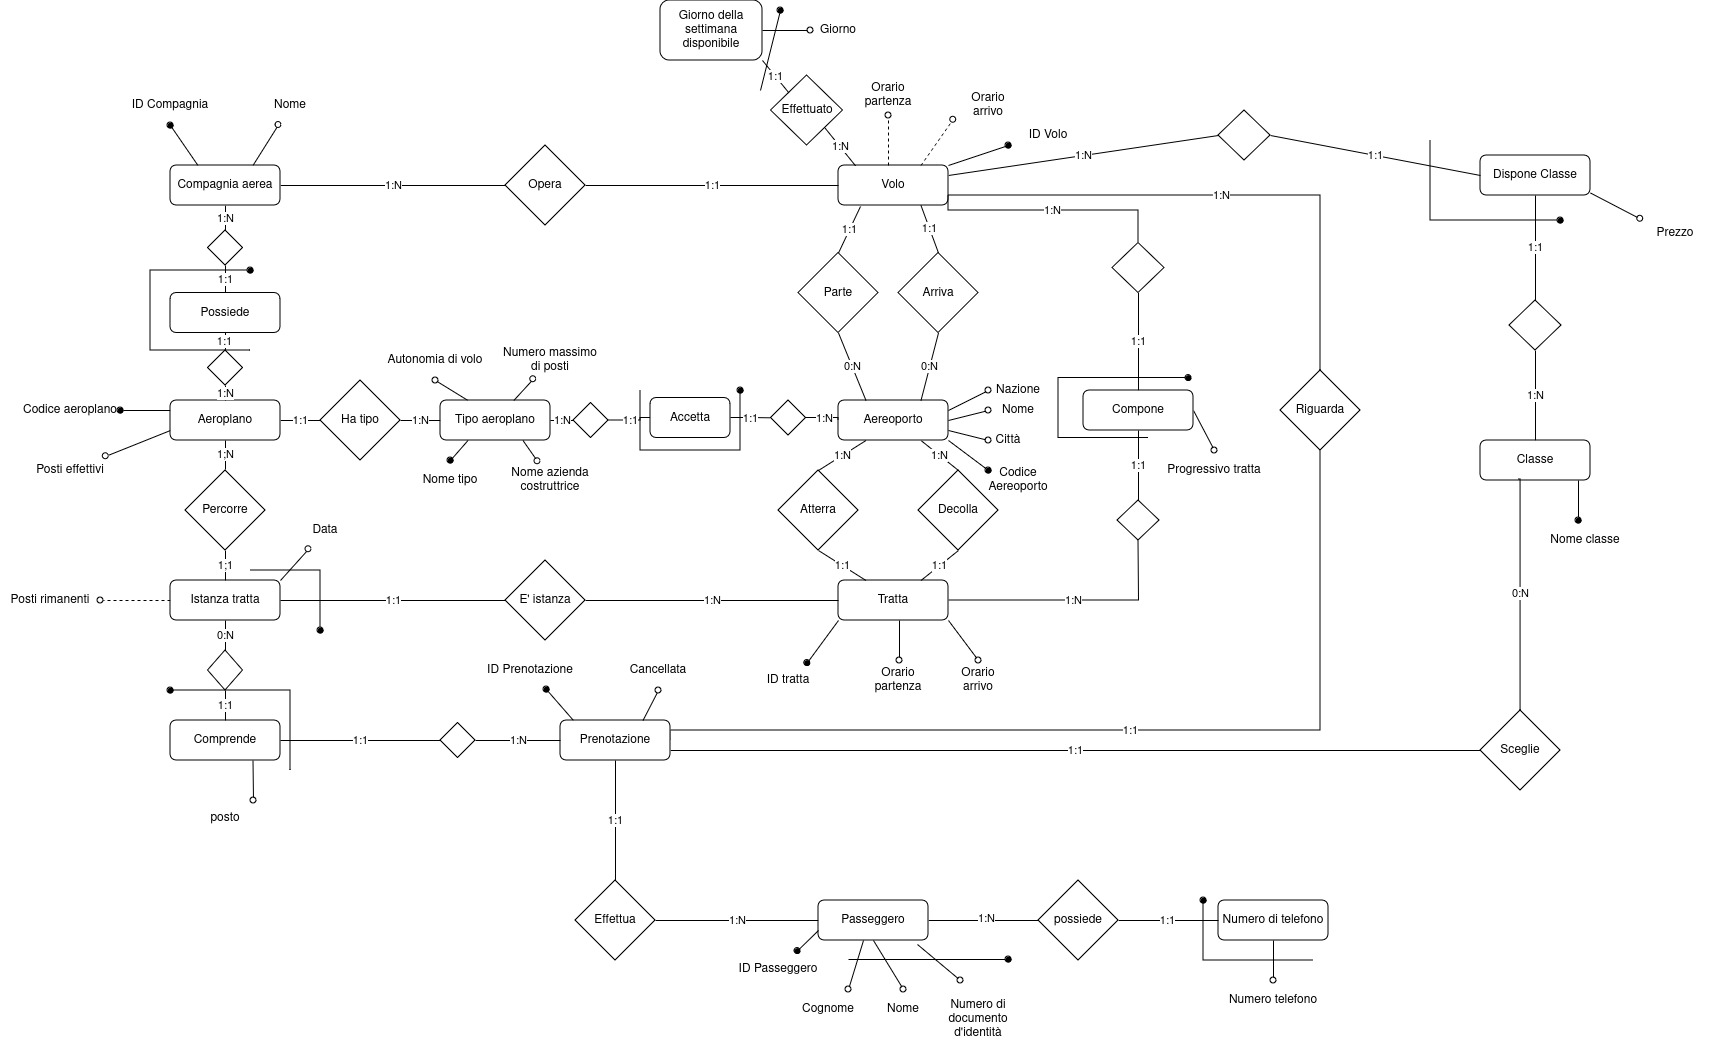 Giorno della
settimana
disponibile
Giorno
1:1
Effettuato
1:N
Orario
partenza
Orario
arrivo
ID Volo
ID Compagnia
Nome
Compagnia aerea
1:N
Opera
1:1
Volo
1:N
1:1
Dispone Classe
Prezzo
1:N
1:N
1:N
1:1
1:1
1:1
1:1
Possiede
1:1
Parte
Arriva
1:1
Autonomia di volo
Numero massimo
di posti
0:N
0:N
1:N
1:N
Codice aeroplano
Aeroplano
1:1
Ha tipo
1:N
Tipo aeroplano
1:N
1:1
Accetta
1:1
1:N
Aereoporto
Nazione
Nome
Città
Codice
Aereoporto
Compone
Riguarda
Progressivo tratta
1:1
Classe
Nome classe
Posti effettivi
1:N
Nome tipo
Nome azienda
costruttrice
1:N
1:N
Percorre
Atterra
Decolla
Data
1:1
1:1
1:1
Posti rimanenti
Istanza tratta
1:1
E' istanza
1:N
Tratta
1:N
0:N
0:N
ID tratta
Orario
partenza
Orario
arrivo
ID Prenotazione
Cancellata
1:1
Comprende
1:1
1:N
Prenotazione
1:1
1:1
Sceglie
posto
1:1
Effettua
1:N
Passeggero
1:N
possiede
1:1
Numero di telefono
ID Passeggero
Cognome
Nome
Numero di
documento
d'identità
Numero telefono